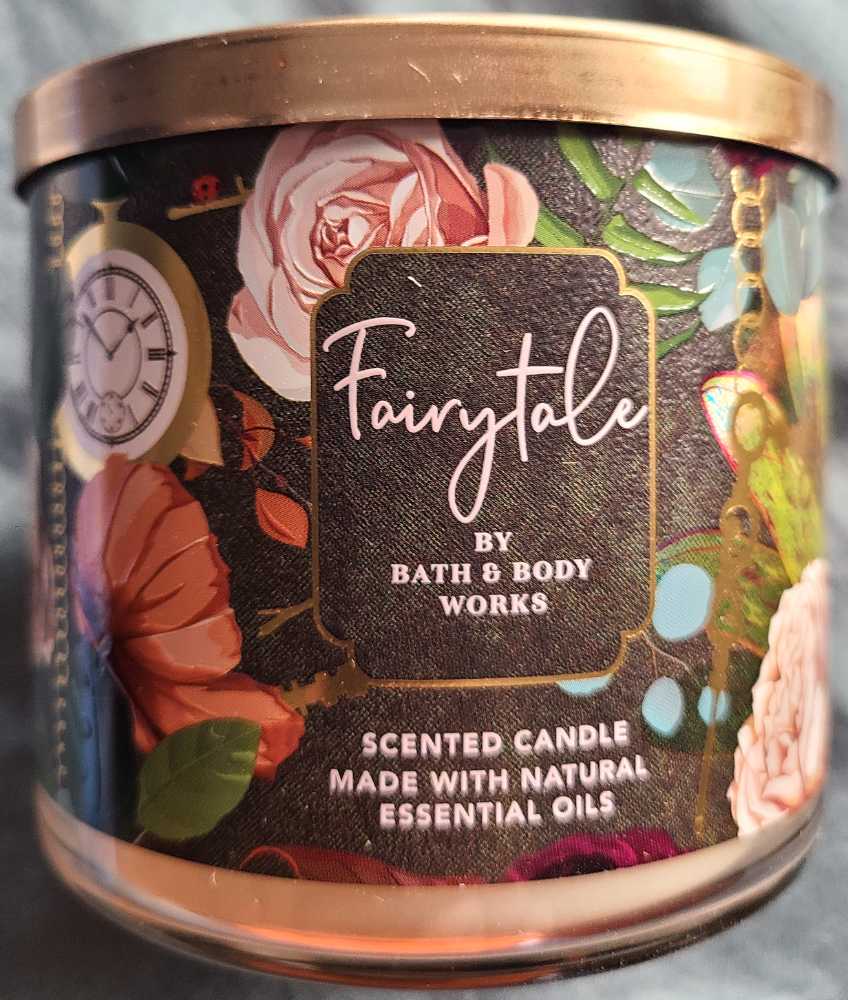 Fairytale
BY
BATH & BODY
WORKS
SCENTED CANDLE
MADE WITH NATURAL
ESSENTIAL OILS